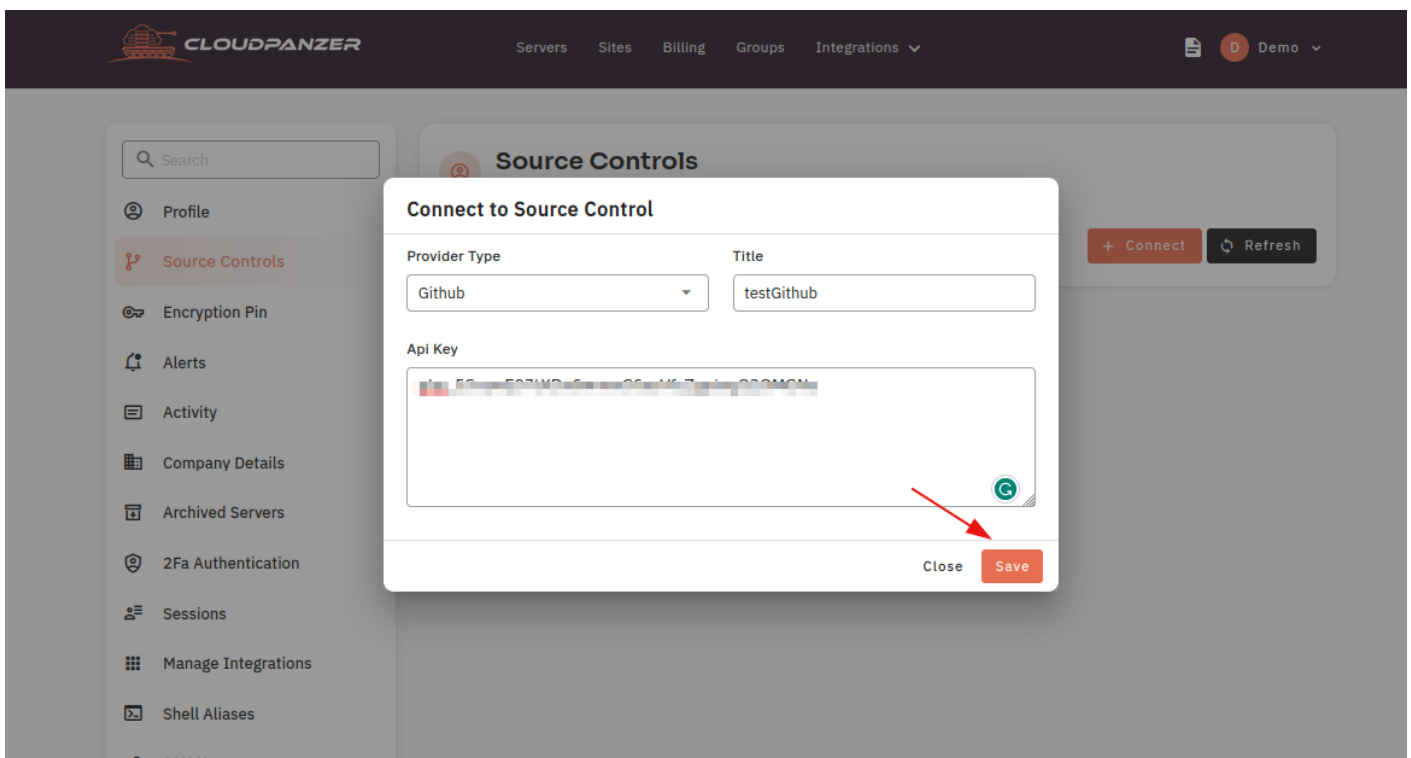 CLOUDPANZER
Servers Sites Billing Groups Integrations
D Demo
Search
Profile
Source Controls
Encryption Pin
Alerts
Activity
Company Details
Archived Servers
2Fa Authentication
Sessions
Manage Integrations
Shell Aliases
Source Controls
+ Connect Refresh
Connect to Source Control
Provider Type Title
Github testGithub
Api Key
Close Save